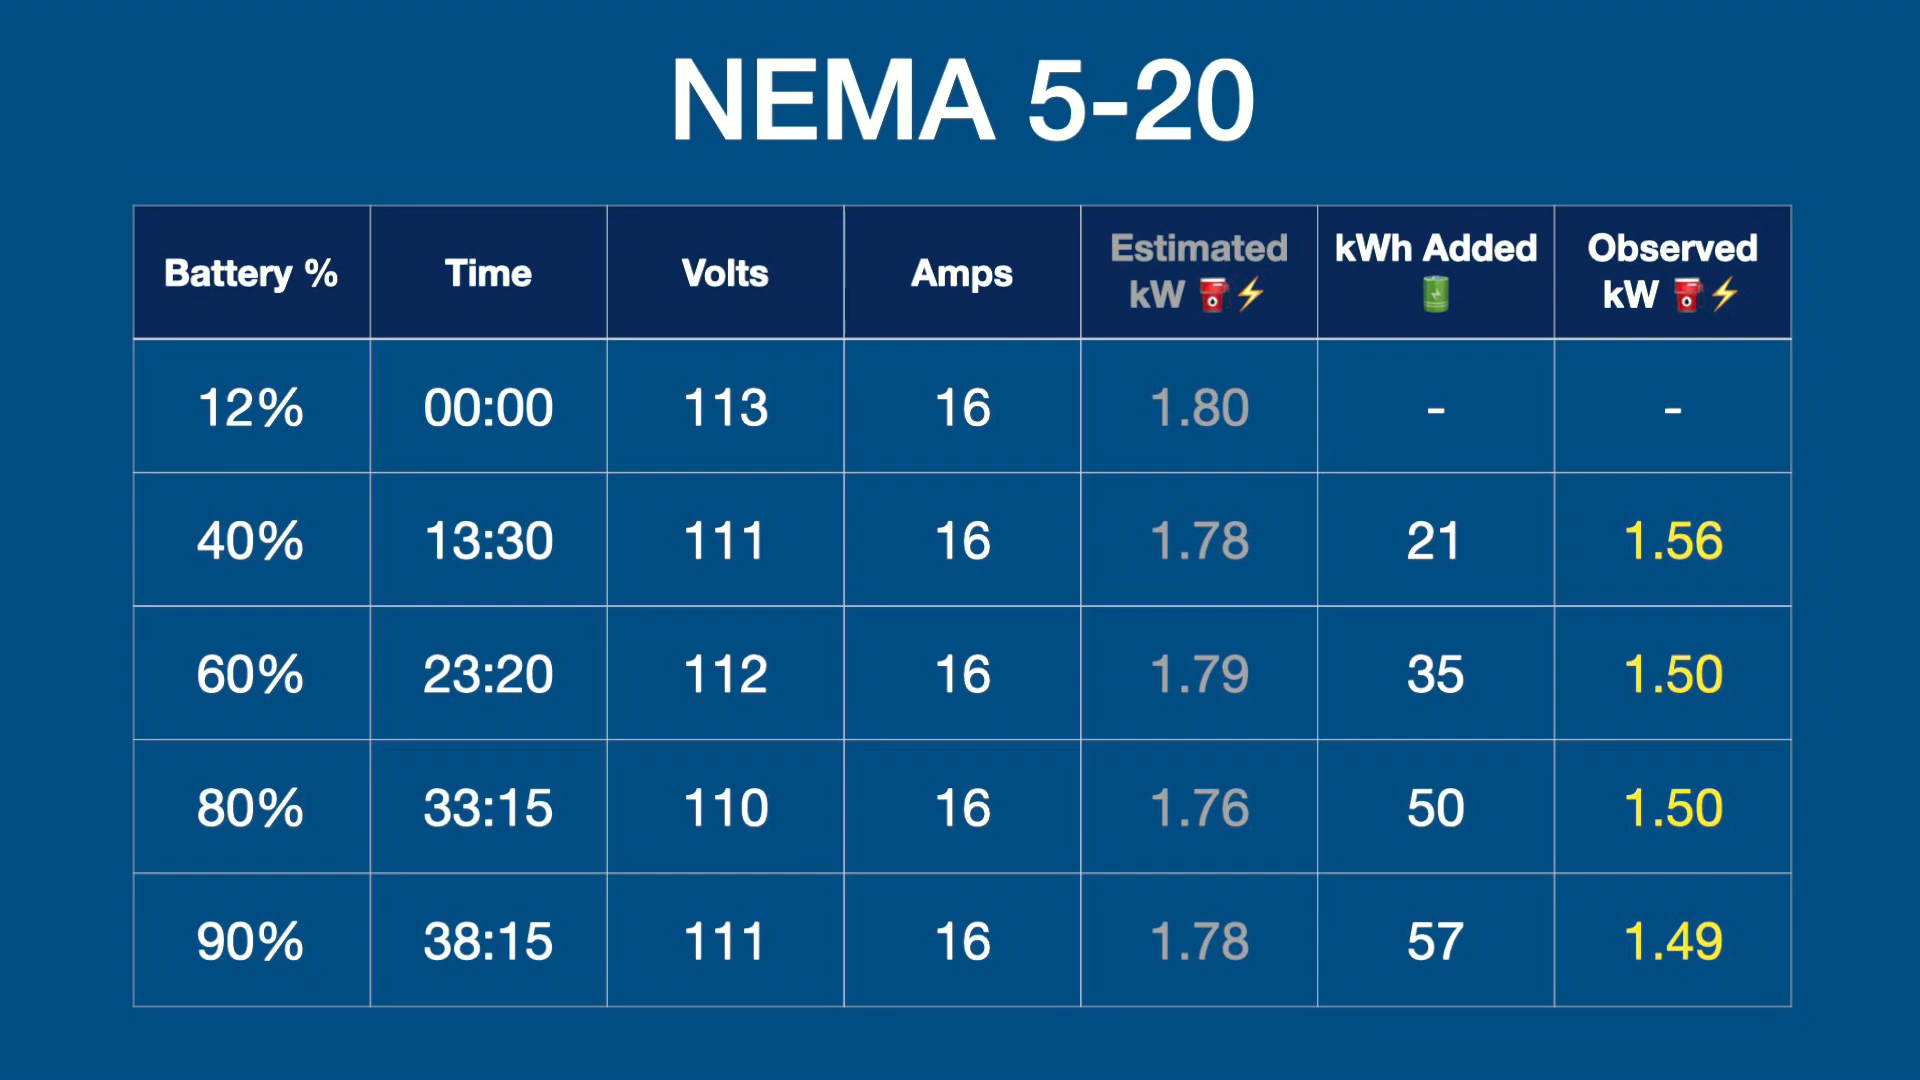 NEMA 5-20
Battery % Time Volts Amps Estimated kW kWh Added Observed kW
12% 00:00 113 16 1.80 - -
40% 13:30 111 16 1.78 21 1.56
60% 23:20 112 16 1.79 35 1.50
80% 33:15 110 16 1.76 50 1.50
90% 38:15 111 16 1.78 57 1.49